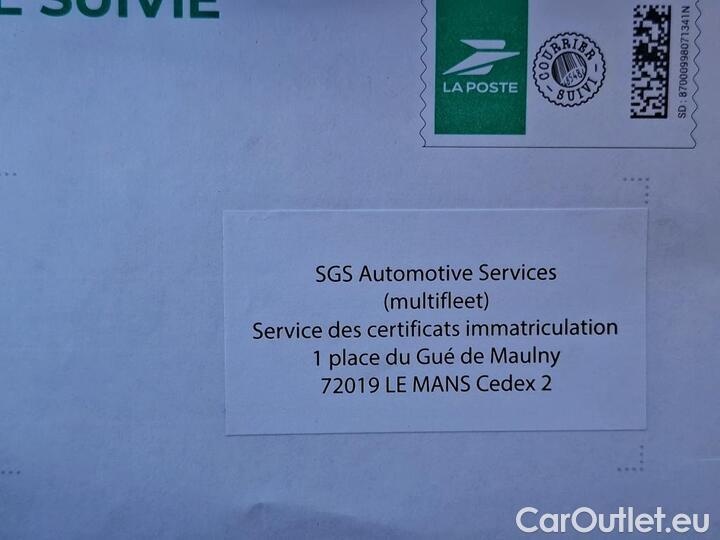 E SUIVIE
LA POSTE
COURRIER
SUIVI
SD : 87000998071341N
SGS Automotive Services
(multifleet)
Service des certificats immatriculation
1 place du Gué de Maulny
72019 LE MANS Cedex 2
CarOutlet.eu